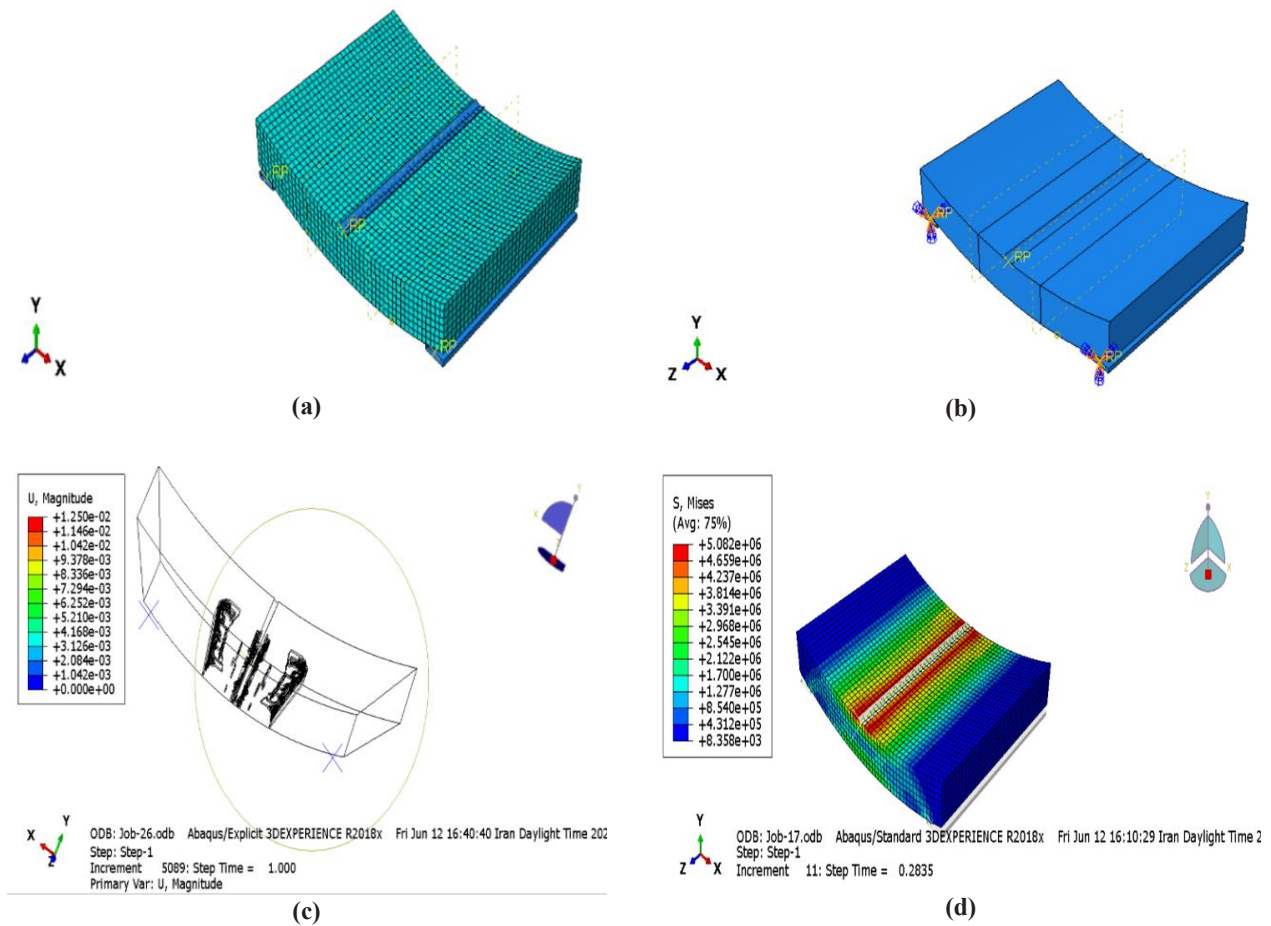 RP
RP
RP
Y
X
(a)
RP
RP
RP
Y
Z
X
(b)
U, Magnitude
+1.250e-02
+1.146e-02
+1.042e-02
+9.378e-03
+8.336e-03
+7.294e-03
+6.252e-03
+5.210e-03
+4.168e-03
+3.126e-03
+2.084e-03
+1.042e-03
+0.000e+00
Y
X
X
Y
Z
ODB: Job-26.odb Abaqus/Explicit 3DEXPERIENCE R2018x Fri Jun 12 16:40:40 Iran Daylight Time 202
Step: Step-1
Increment 5089: Step Time = 1.000
Primary Var: U, Magnitude
(c)
S, Mises
(Avg: 75%)
+5.082e+06
+4.659e+06
+4.237e+06
+3.814e+06
+3.391e+06
+2.968e+06
+2.545e+06
+2.122e+06
+1.700e+06
+1.277e+06
+8.540e+05
+4.312e+05
+8.358e+03
Y
Z
X
Y
Z
X
ODB: Job-17.odb Abaqus/Standard 3DEXPERIENCE R2018x Fri Jun 12 16:10:29 Iran Daylight Time 2
Step: Step-1
Increment 11: Step Time = 0.2835
(d)